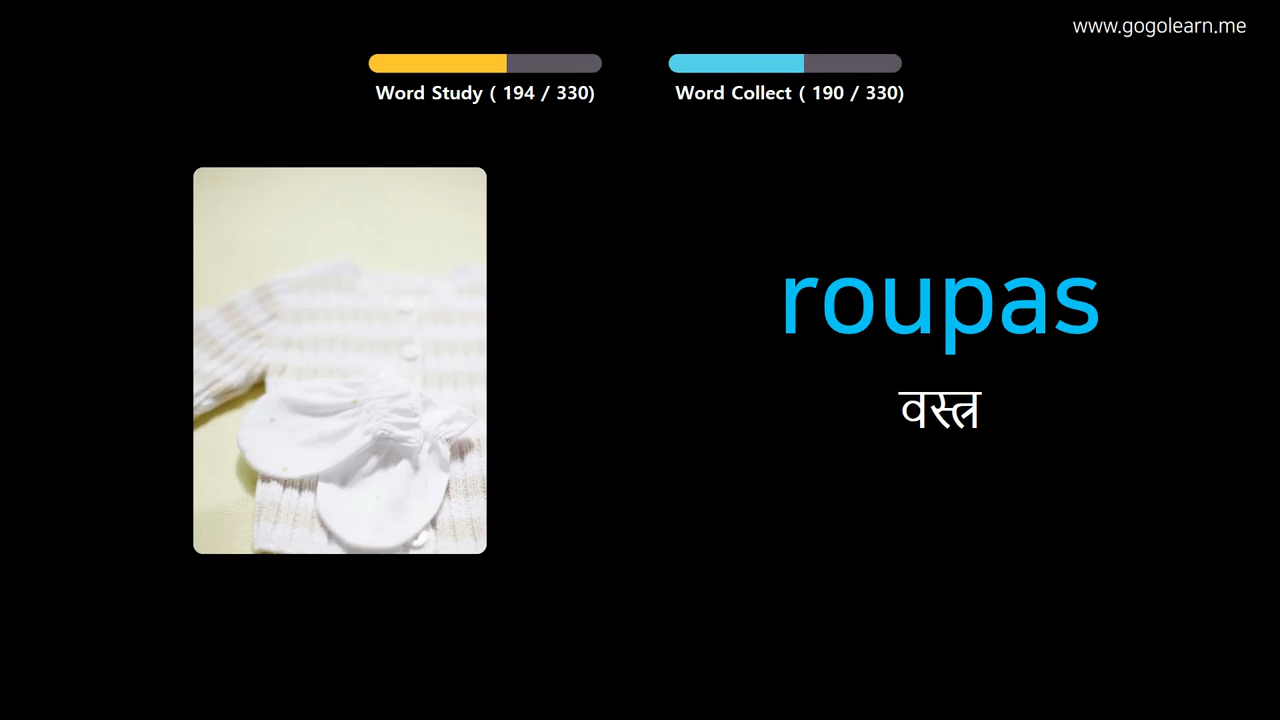 www.gogolearn.me
Word Study ( 194 / 330)
Word Collect ( 190 / 330)
roupas
वस्त्र